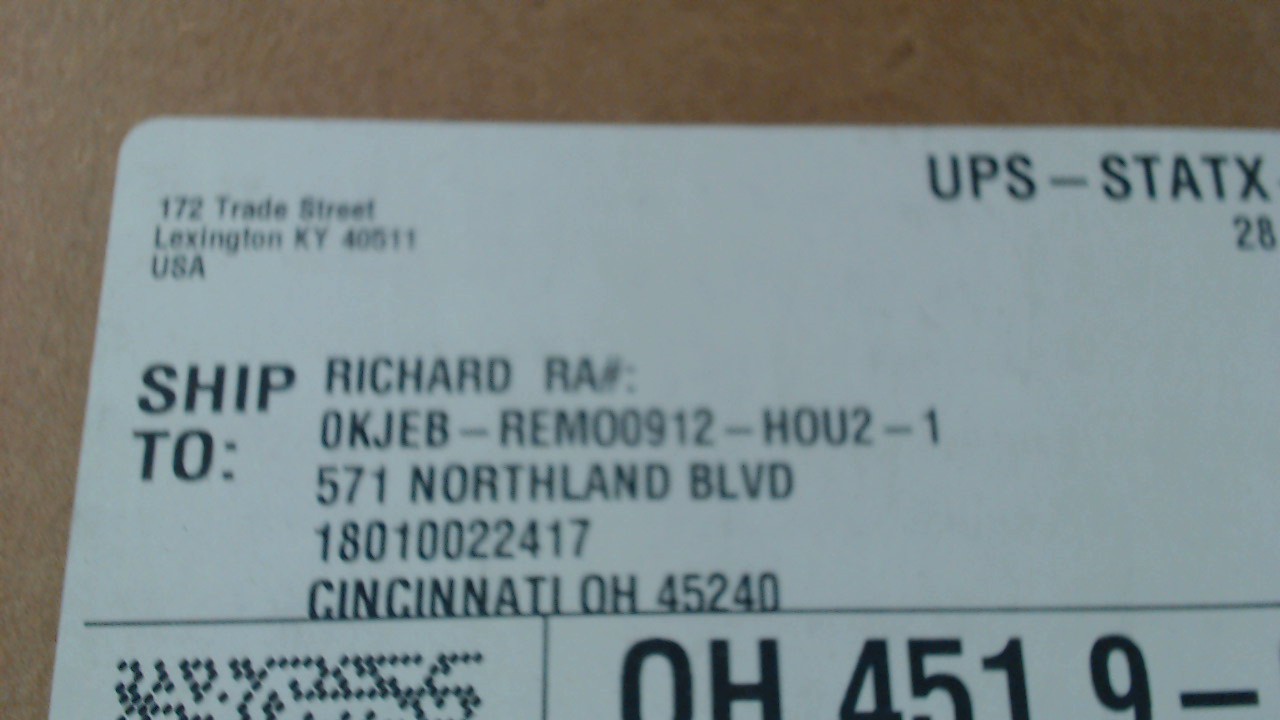 172 Trade Street
Lexington KY 40511
USA
UPS-STATX
28
SHIP TO:
RICHARD RA#:
0KJEB-REMO0912-HOU2-1
571 NORTHLAND BLVD
18010022417
CINCINNATI OH 45240
OH 451 9-